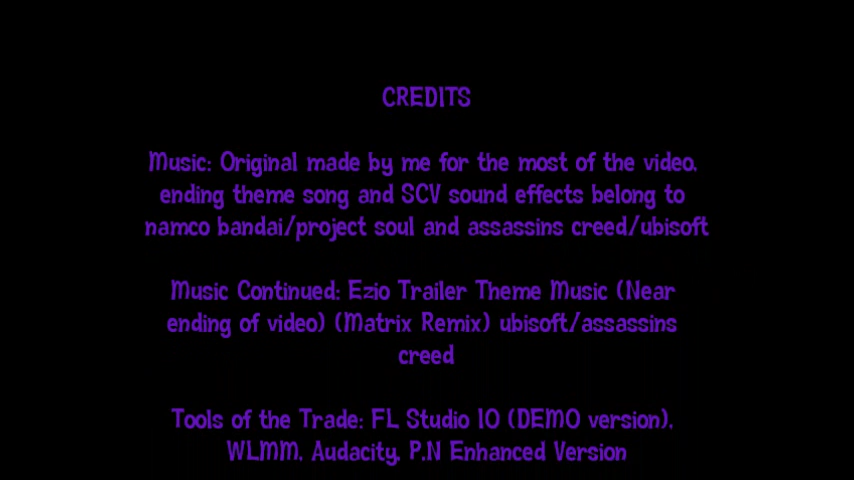 CREDITS
Music: Original made by me for the most of the video,
ending theme song and SCV sound effects belong to
namco bandai/project soul and assassins creed/ubisoft
Music Continued: Ezio Trailer Theme Music (Near
ending of video) (Matrix Remix) ubisoft/assassins
creed
Tools of the Trade: FL Studio 10 (DEMO version),
WLMM, Audacity, P.N Enhanced Version